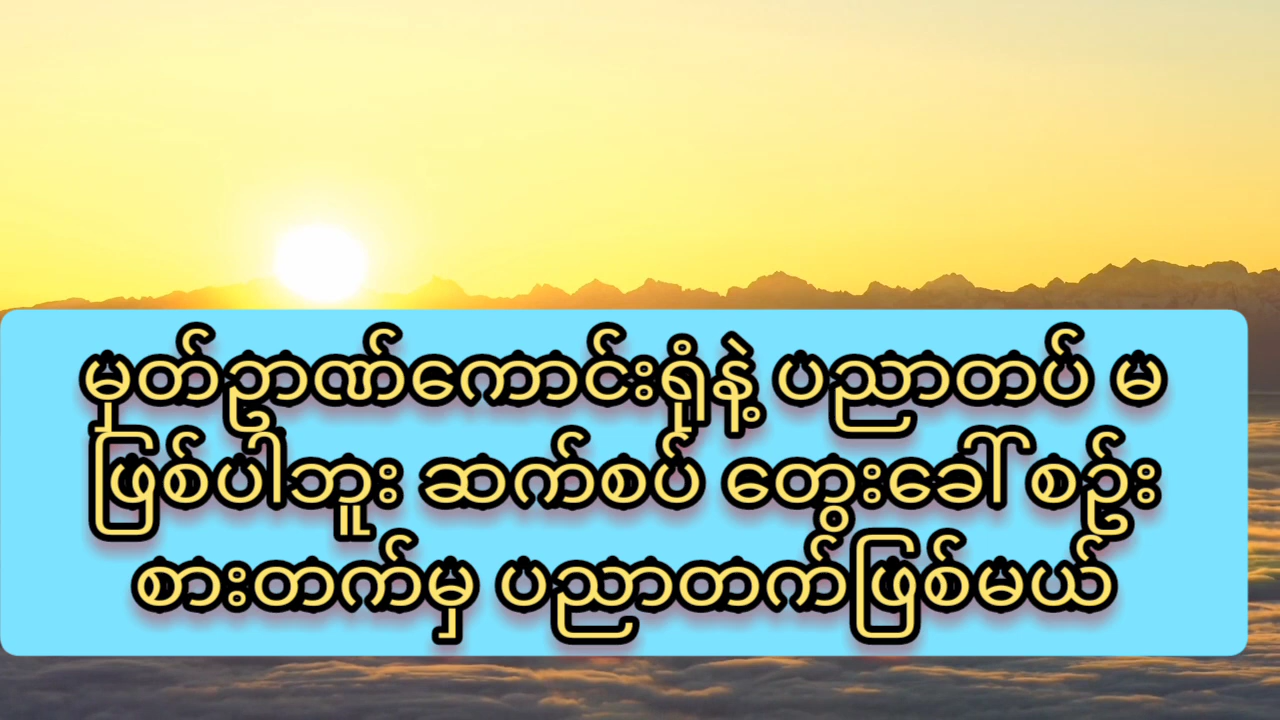 မှတ်ဥာဏ်ကောင်းရှုံနဲ့ ပညာတပ် မ
ဖြစ်ပါဘူး ဆက်စပ် တွေးခေါ် စဥ်း
စားတက်မှ ပညာတက်ဖြစ်မယ်